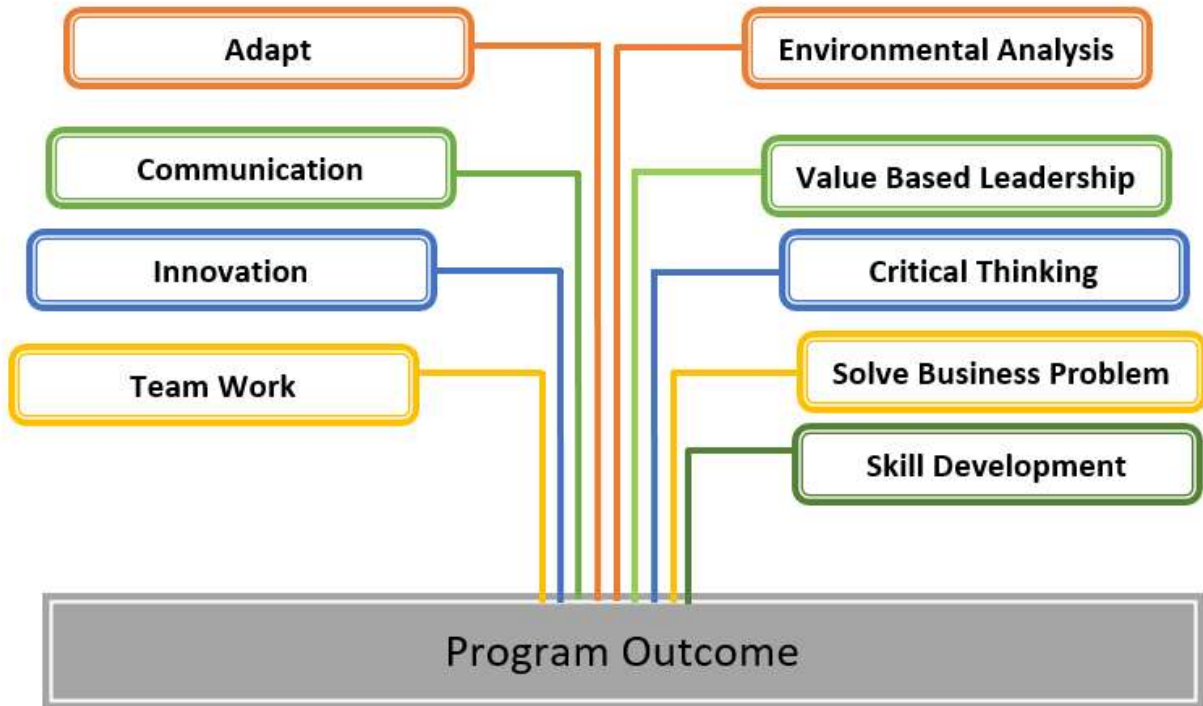 Adapt
Environmental Analysis
Communication
Value Based Leadership
Innovation
Critical Thinking
Team Work
Solve Business Problem
Skill Development
Program Outcome